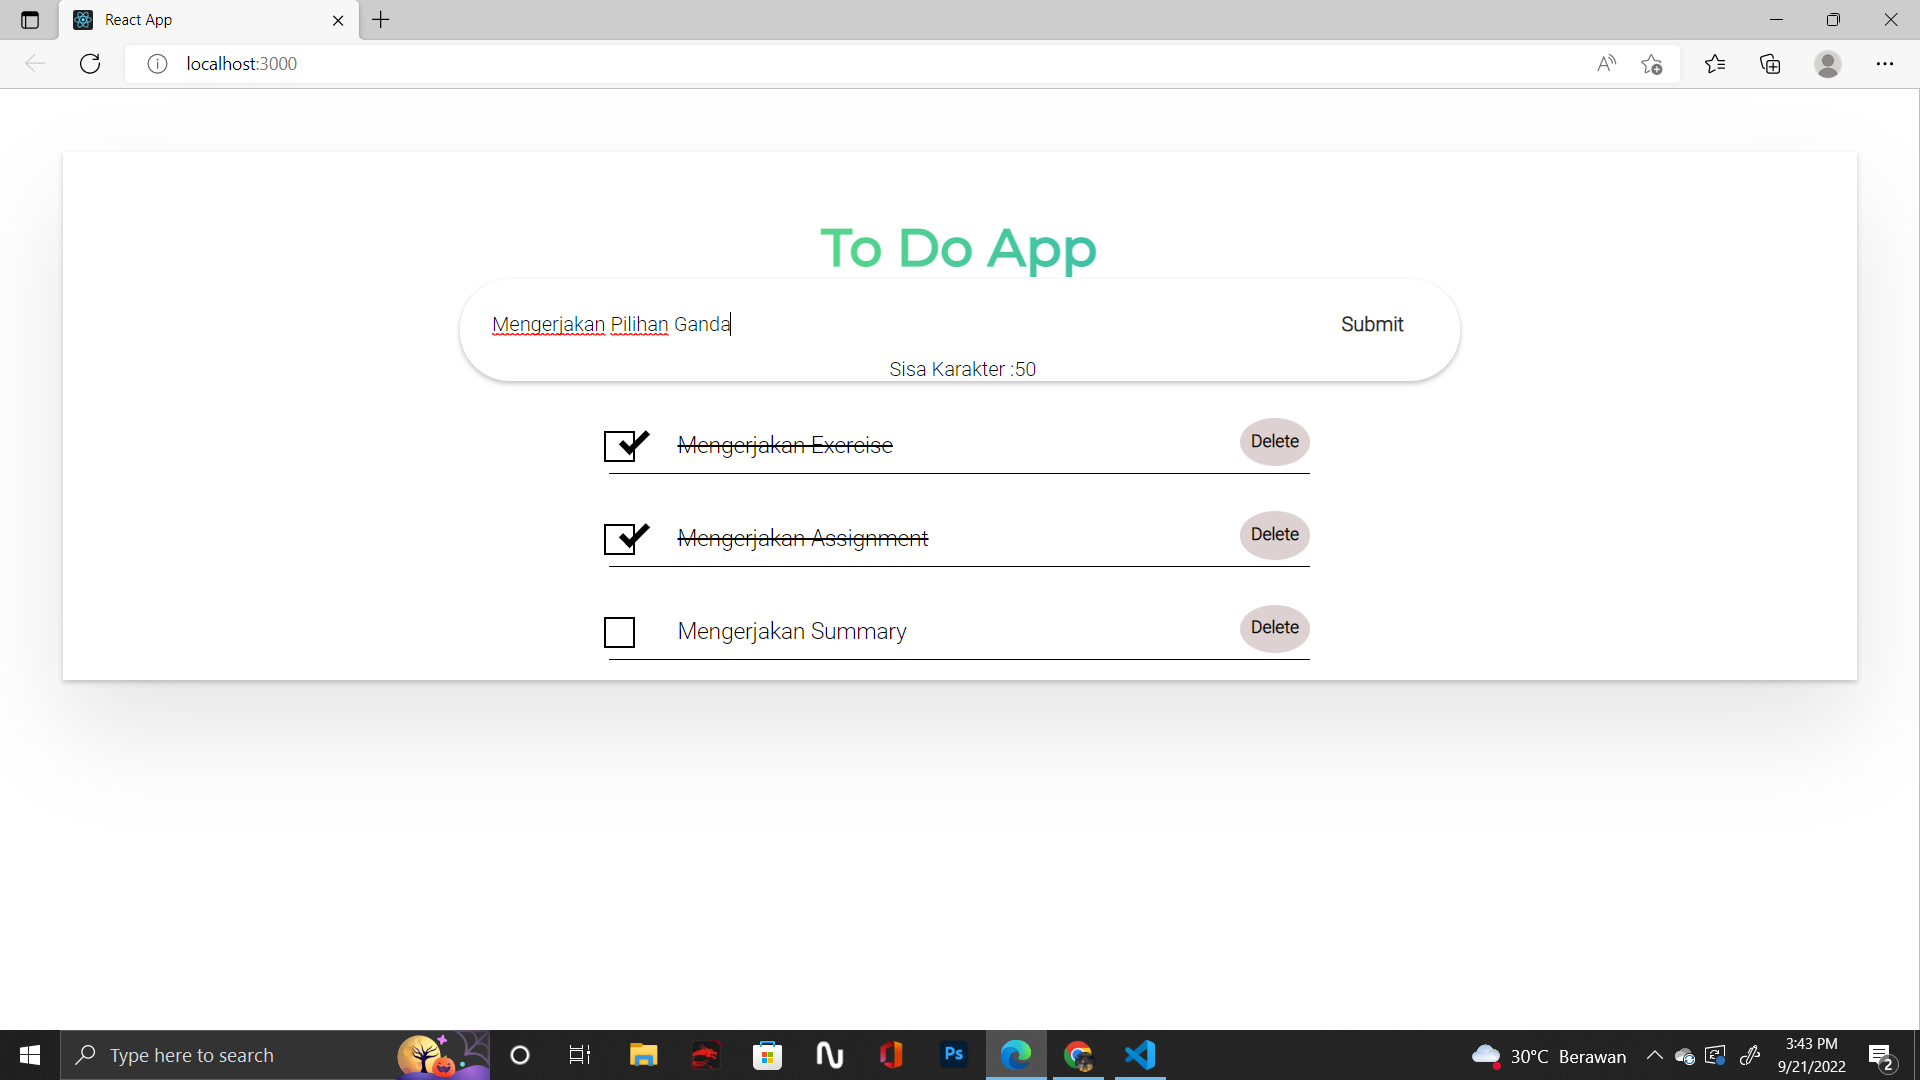 React App
localhost:3000
To Do App
Mengerjakan Pilihan Ganda
Submit
Sisa Karakter :50
Mengerjakan Exercise
Delete
Mengerjakan Assignment
Delete
Mengerjakan Summary
Delete
Type here to search
Ps
30°C Berawan
3:43 PM
9/21/2022
2